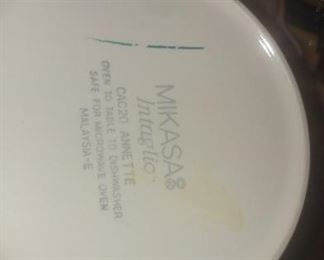 MIKASA®
Intaglio
CAC20 ANNETTE
OVEN TO TABLE TO DISHWASHER
SAFE FOR MICROWAVE OVEN
MALAYSIA-E